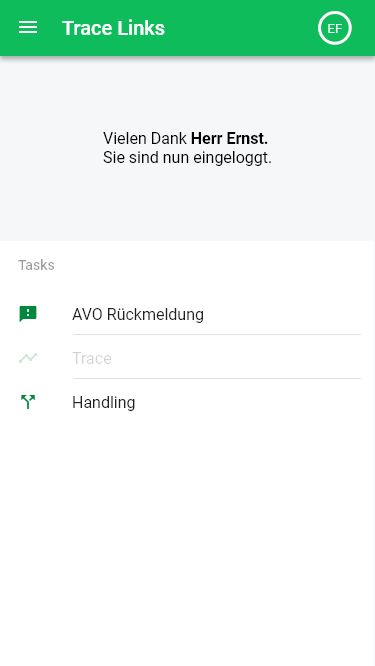 Trace Links
EF
Vielen Dank Herr Ernst.
Sie sind nun eingeloggt.
Tasks
AVO Rückmeldung
Trace
Handling